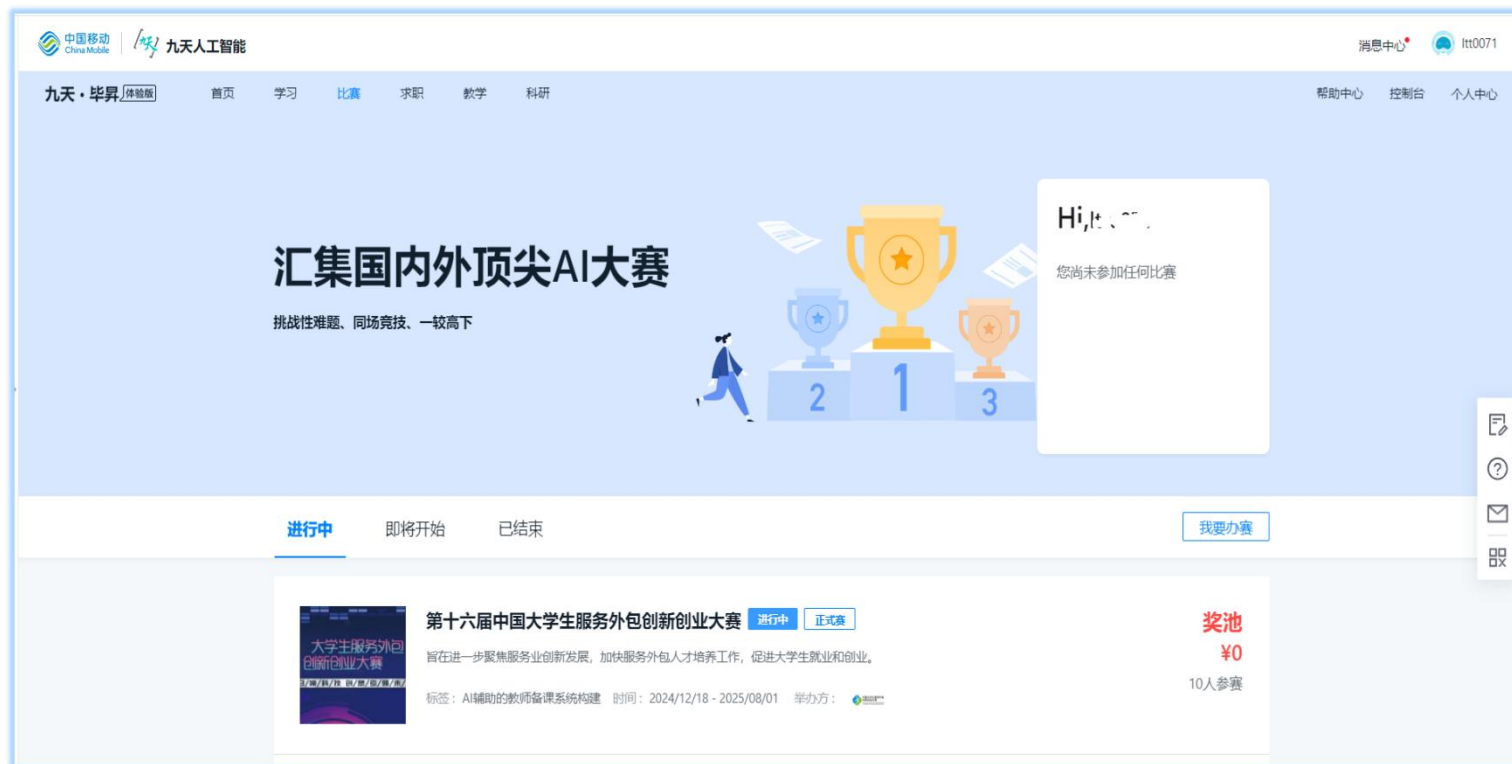 中国移动
China Mobile
九天
九天人工智能
消息中心
ltt0071
九天·毕昇 体验版
首页 学习 比赛 求职 教学 科研
帮助中心 控制台 个人中心
汇集国内外顶尖AI大赛
挑战性难题、同场竞技、一较高下
2 1 3
Hi,
您尚未参加任何比赛
进行中 即将开始 已结束
我要办赛
大学生服务外包
创新创业大赛
第十六届中国大学生服务外包创新创业大赛 进行中 正式赛
旨在进一步聚焦服务业创新发展，加快服务外包人才培养工作，促进大学生就业和创业。
标签：AI辅助的教师备课系统构建 时间：2024/12/18 - 2025/08/01 举办方：
奖池
¥0
10人参赛